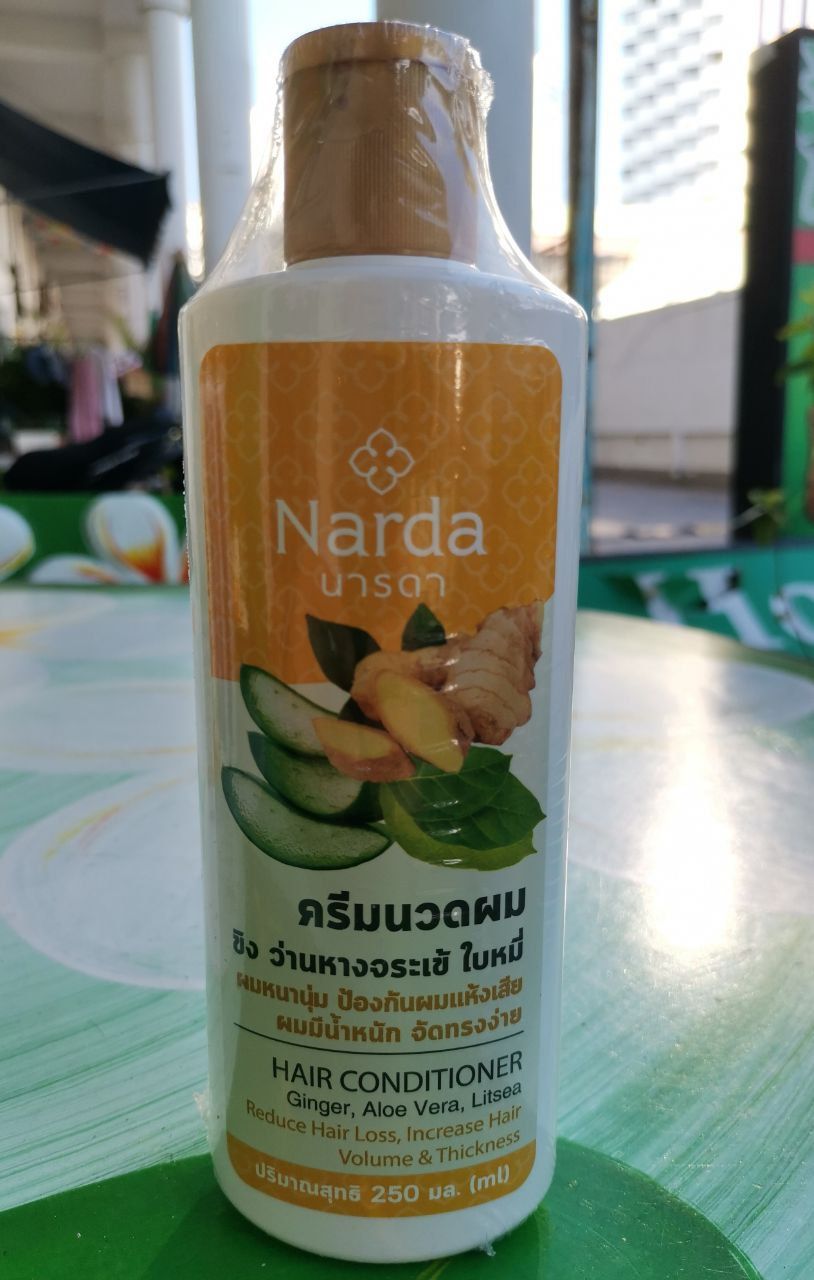 Narda
นารดา
ครีมนวดผม
ขิง ว่านหางจระเข้ ใบหมี่
ผมหนานุ่ม ป้องกันผมแห้งเสีย
ผมมีน้ำหนัก จัดทรงง่าย
HAIR CONDITIONER
Ginger, Aloe Vera, Litsea
Reduce Hair Loss, Increase Hair
Volume & Thickness
ปริมาณสุทธิ 250 มล. (ml)